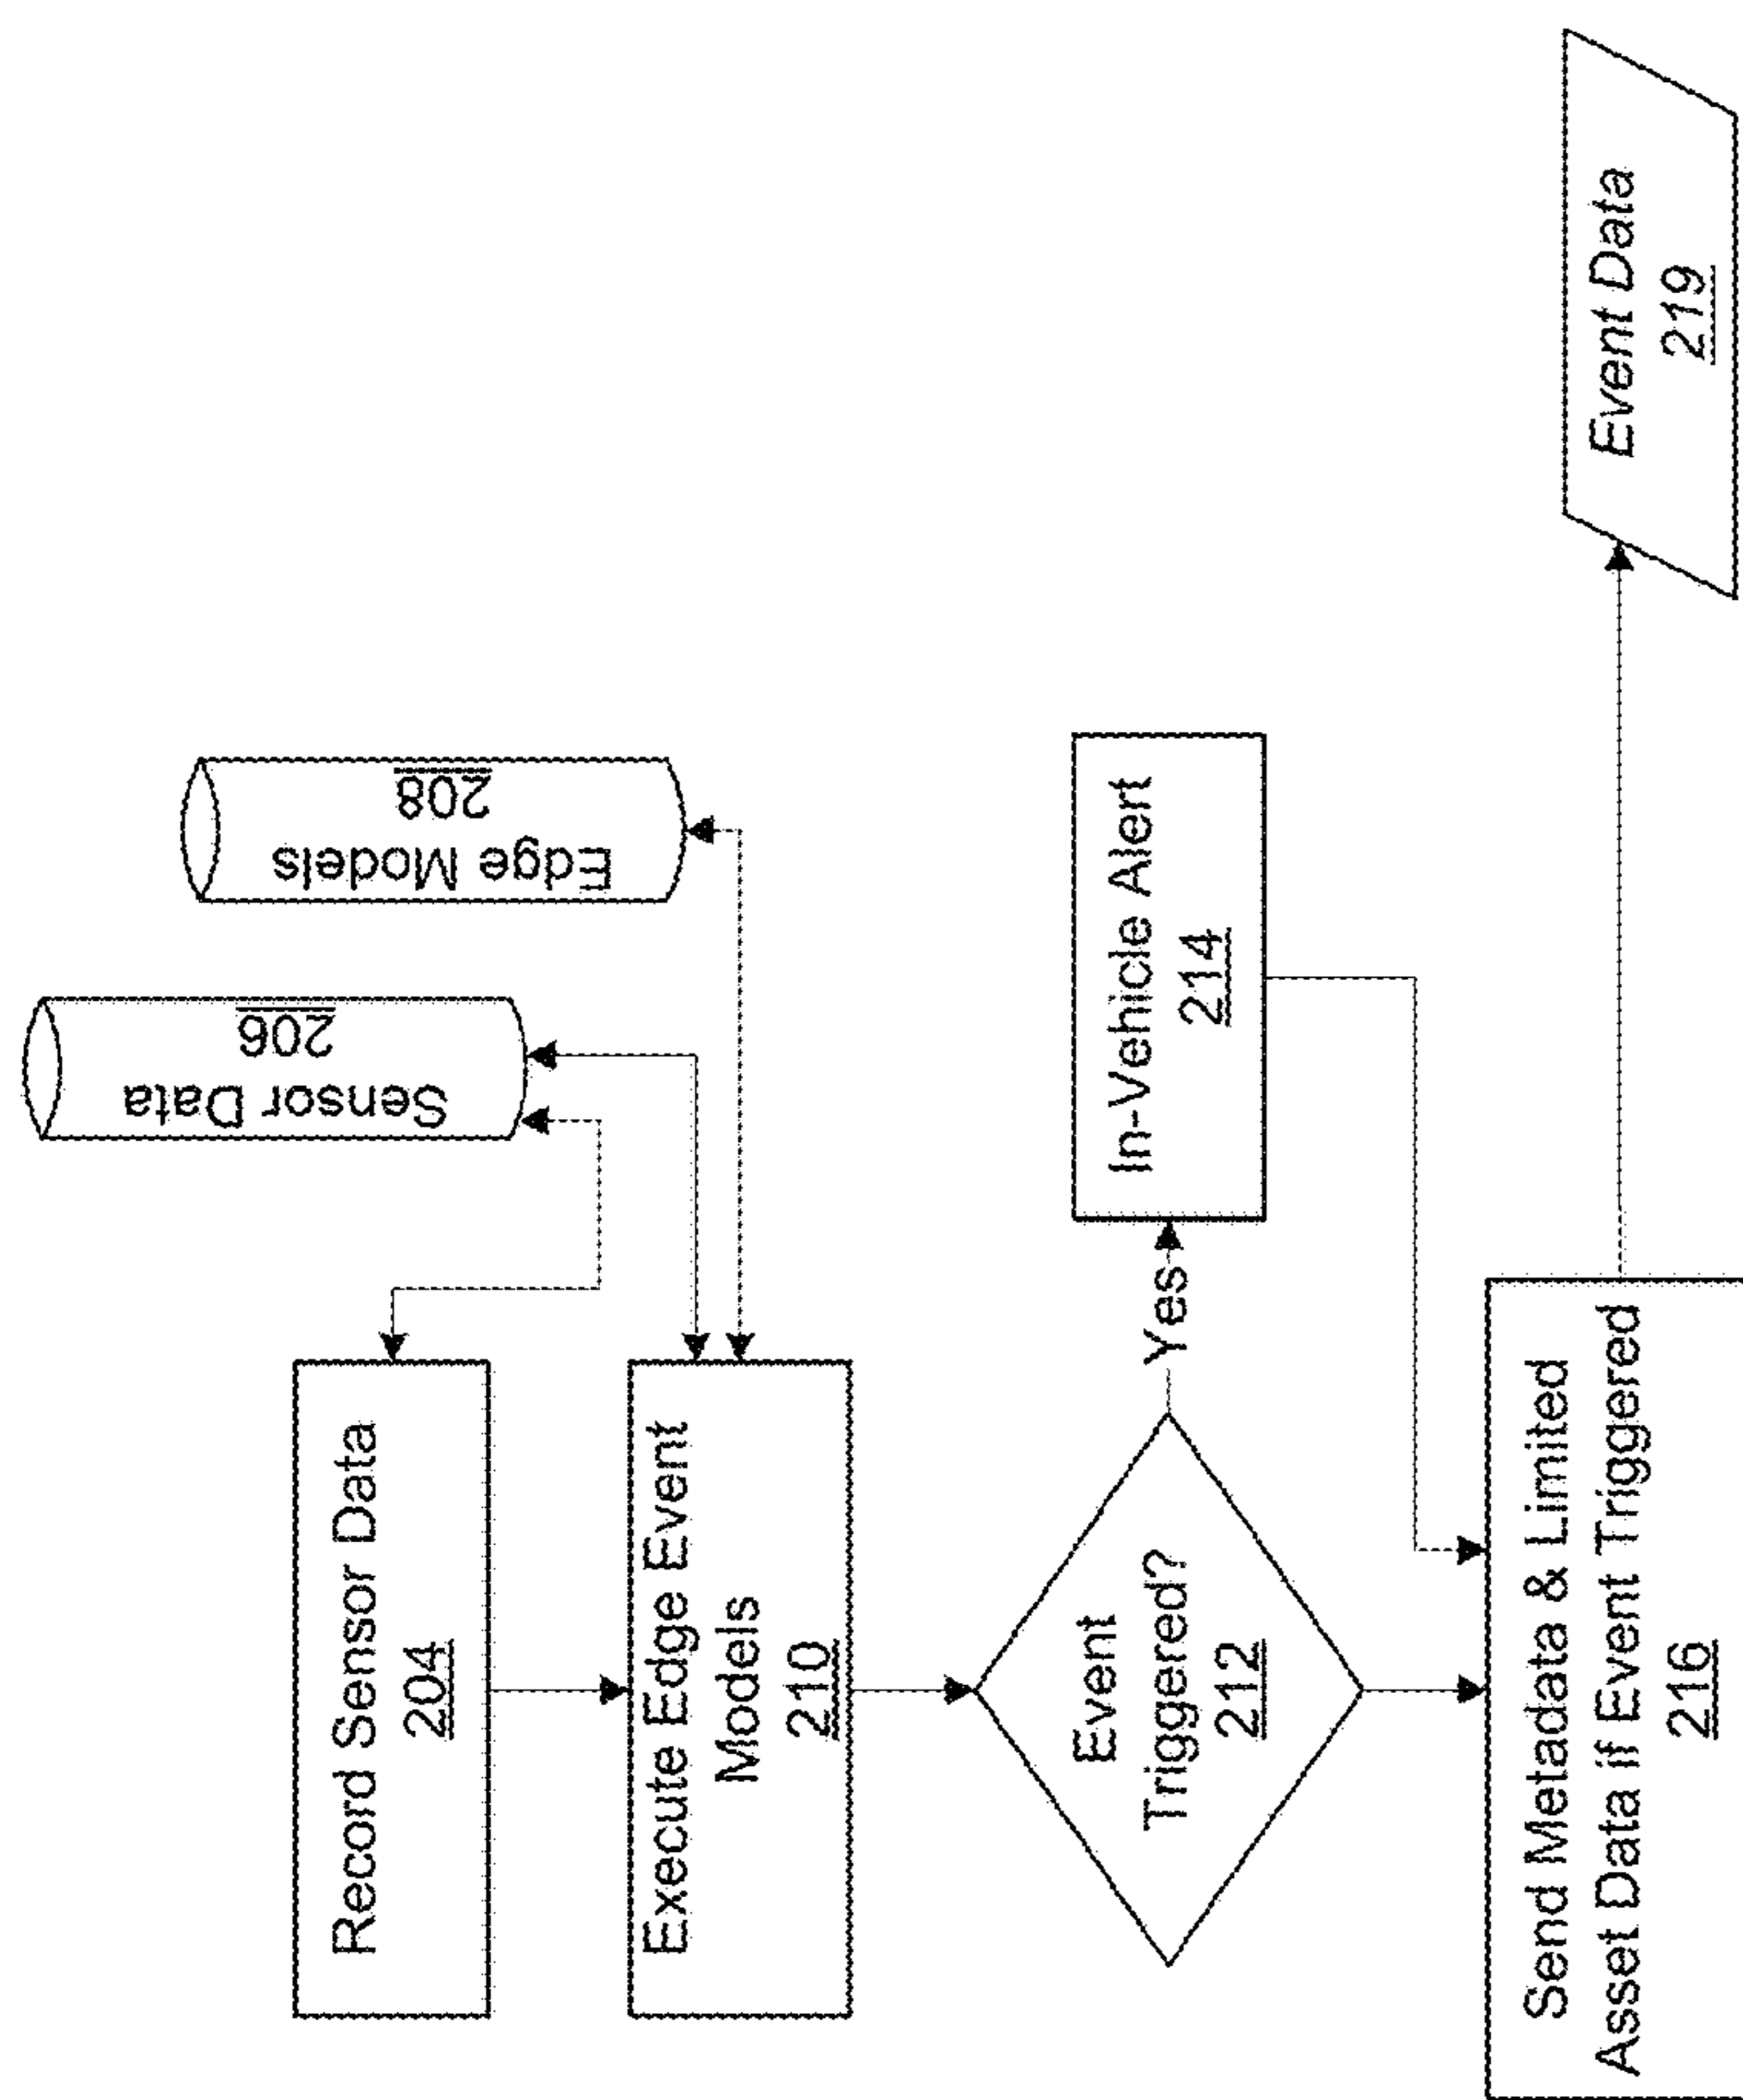 Record Sensor Data
204
Sensor Data
206
Edge Models
208
Execute Edge Event
Models
210
Event
Triggered?
212
Yes
In-Vehicle Alert
214
Send Metadata & Limited
Asset Data if Event Triggered
216
Event Data
219